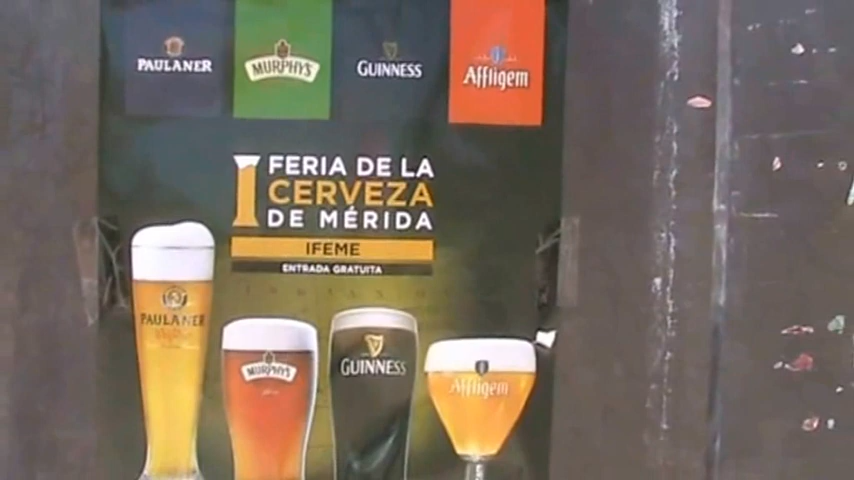 PAULANER
MURPHYS
GUINNESS
Affligem
I FERIA DE LA
CERVEZA
DE MÉRIDA
IFEME
ENTRADA GRATUITA
PAULANER
MURPHYS
GUINNESS
Affligem